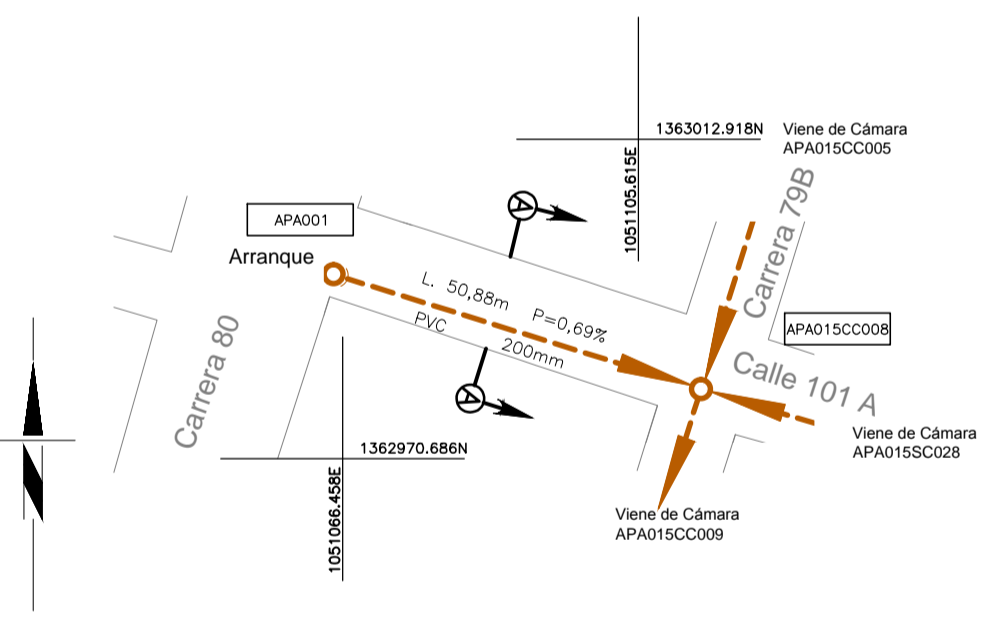 1363012.918N
Viene de Cámara
APA015CC005
1051105.615E
Carrera 79B
A
APA001
Arranque
L. 50,88m
P=0,69%
PVC
200mm
APA015CC008
Carrera 80
Calle 101 A
A
1362970.686N
1051066.458E
Viene de Cámara
APA015SC028
Viene de Cámara
APA015CC009
N